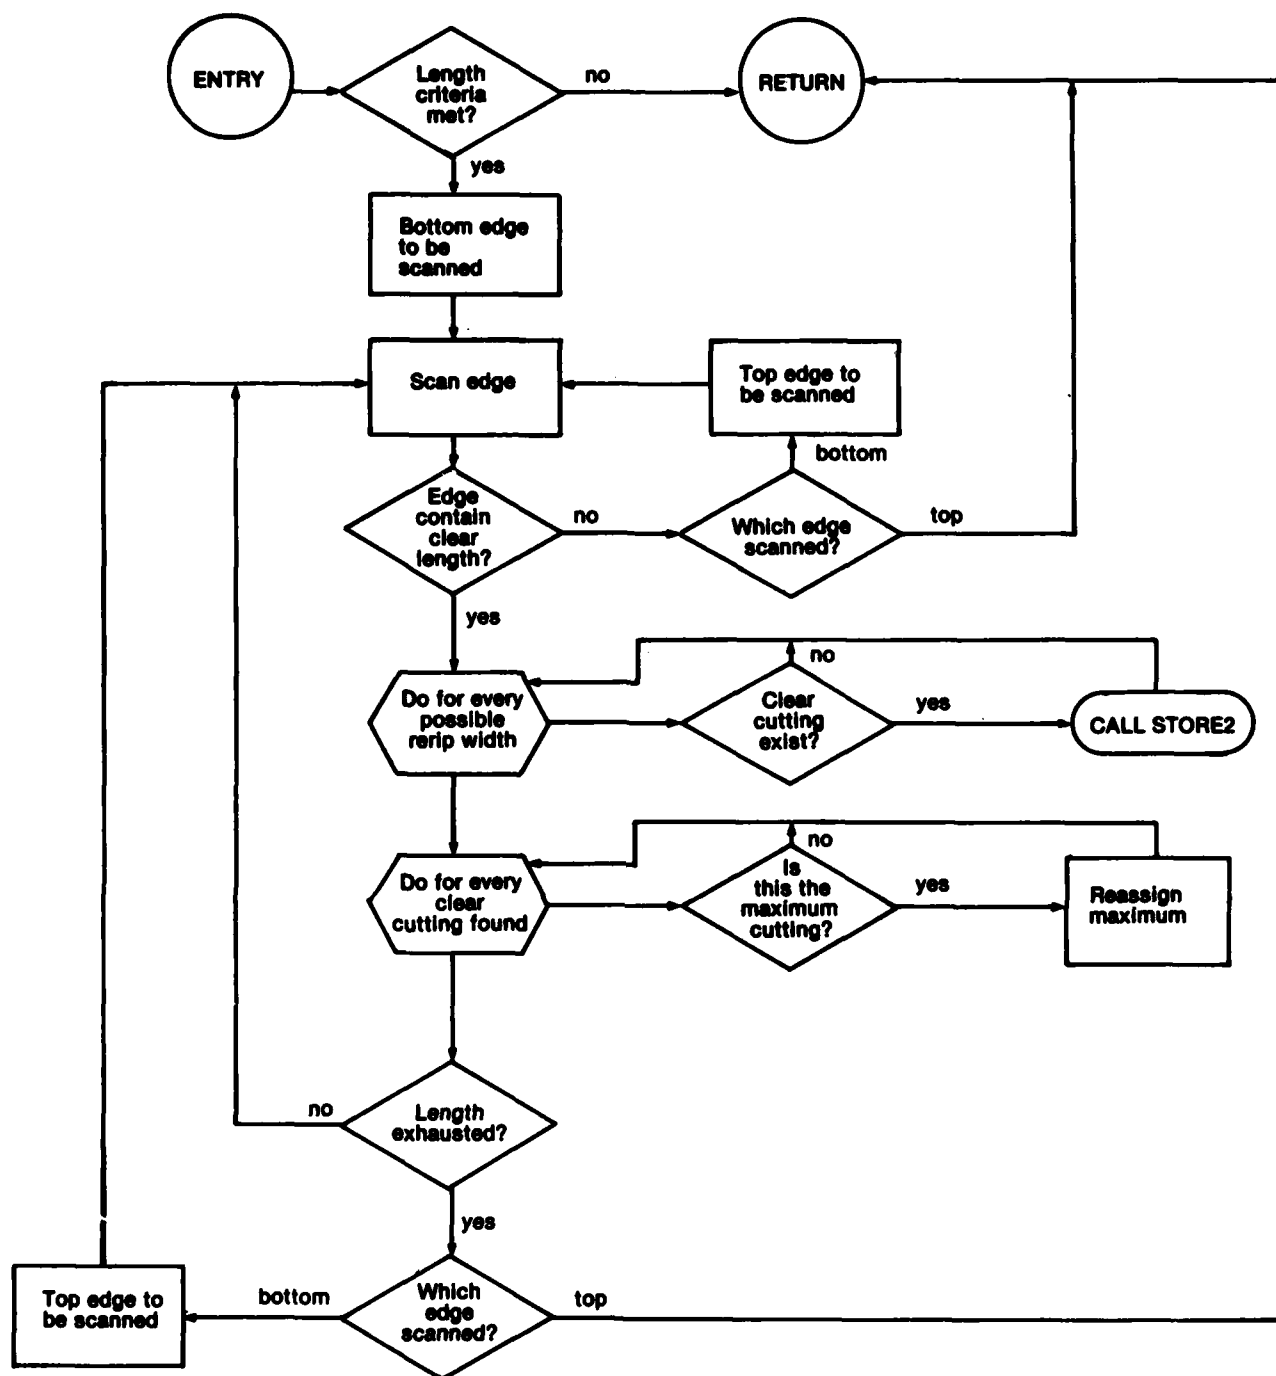 ENTRY
Length
criteria
met?
no
RETURN
yes
Bottom edge
to be
scanned
Scan edge
Top edge to
be scanned
bottom
Edge
contain
clear
length?
no
Which edge
scanned?
top
yes
Do for every
possible
rerip width
no
Clear
cutting
exist?
yes
CALL STORE2
Do for every
clear
cutting found
no
Is
this the
maximum
cutting?
yes
Reassign
maximum
no
Length
exhausted?
yes
Top edge to
be scanned
bottom
Which
edge
scanned?
top